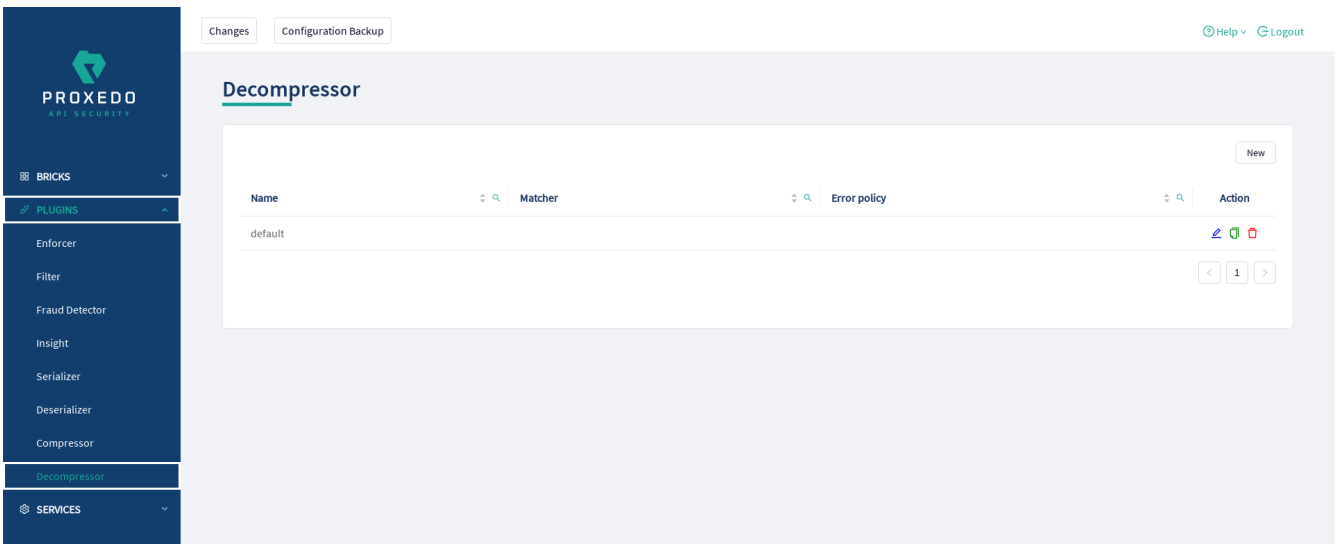 Changes
Configuration Backup
Help
Logout
PROXEDO
API SECURITY
BRICKS
PLUGINS
Enforcer
Filter
Fraud Detector
Insight
Serializer
Deserializer
Compressor
Decompressor
SERVICES
Decompressor
New
Name Matcher Error policy Action
default
< 1 >